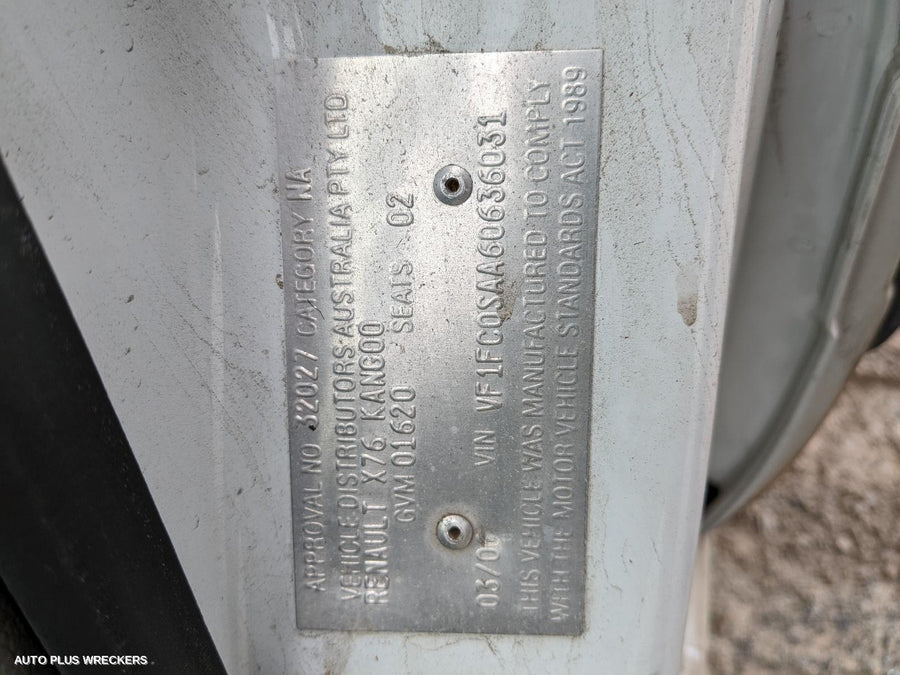 APPROVAL NO 32027 CATEGORY NA
VEHICLE DISTRIBUTORS AUSTRALIA PTY LTD
RENAULT X76 KANGOO
GVM 01620 SEATS 02
VIN VF1FC0SAA60636031
THIS VEHICLE WAS MANUFACTURED TO COMPLY
WITH THE MOTOR VEHICLE STANDARDS ACT 1989
AUTO PLUS WRECKERS